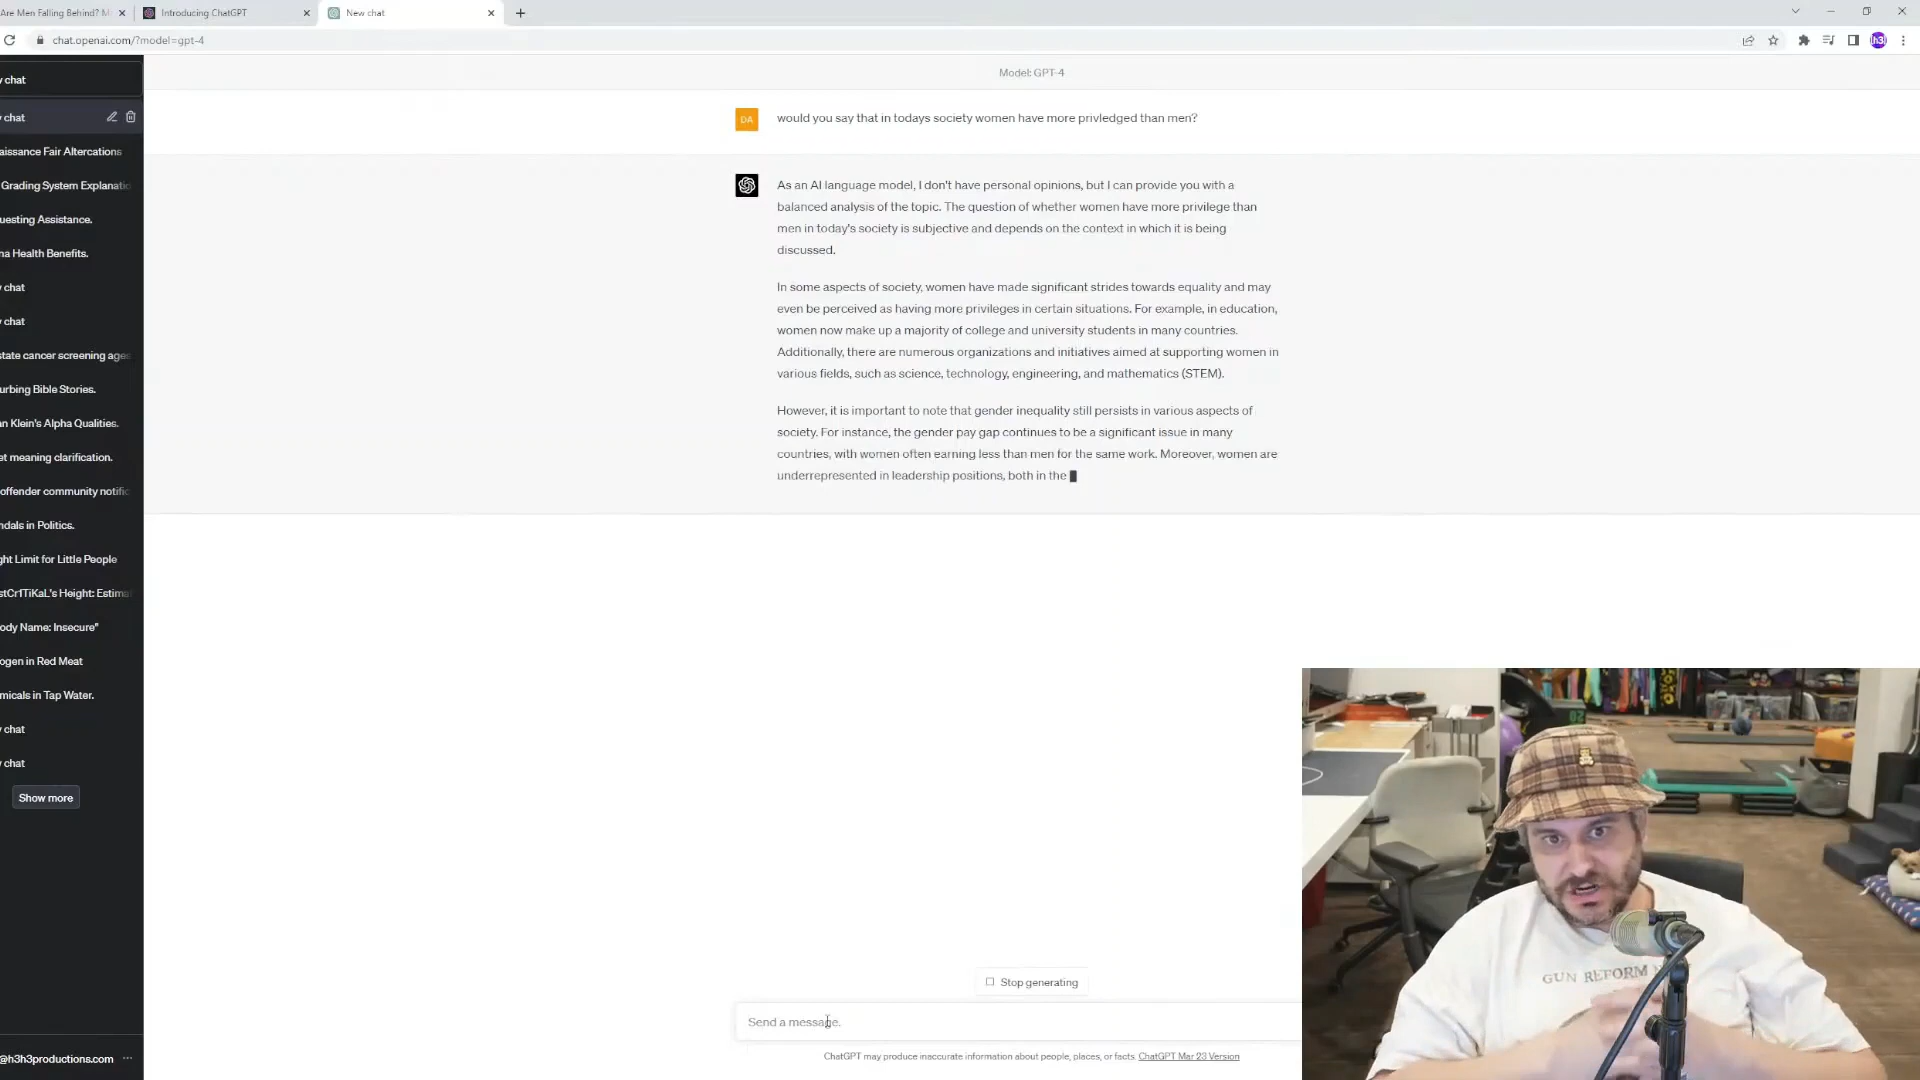 Are Men Falling Behind? M
Introducing ChatGPT
New chat
chat.openai.com/?model=gpt-4
h3
chat
Model: GPT-4
chat
DA
would you say that in todays society women have more privledged than men?
aissance Fair Altercations
Grading System Explanatio
uesting Assistance.
na Health Benefits.
chat
chat
state cancer screening ages
urbing Bible Stories.
n Klein's Alpha Qualities.
et meaning clarification.
offender community notific
ndals in Politics.
ght Limit for Little People
stCr1TiKaL's Height: Estima
ody Name: Insecure"
ogen in Red Meat
micals in Tap Water.
chat
chat
Show more
@h3h3productions.com
As an AI language model, I don't have personal opinions, but I can provide you with a
balanced analysis of the topic. The question of whether women have more privilege than
men in today's society is subjective and depends on the context in which it is being
discussed.
In some aspects of society, women have made significant strides towards equality and may
even be perceived as having more privileges in certain situations. For example, in education,
women now make up a majority of college and university students in many countries.
Additionally, there are numerous organizations and initiatives aimed at supporting women in
various fields, such as science, technology, engineering, and mathematics (STEM).
However, it is important to note that gender inequality still persists in various aspects of
society. For instance, the gender pay gap continues to be a significant issue in many
countries, with women often earning less than men for the same work. Moreover, women are
underrepresented in leadership positions, both in the
Stop generating
Send a message.
ChatGPT may produce inaccurate information about people, places, or facts. ChatGPT Mar 23 Version
GUN REFORM